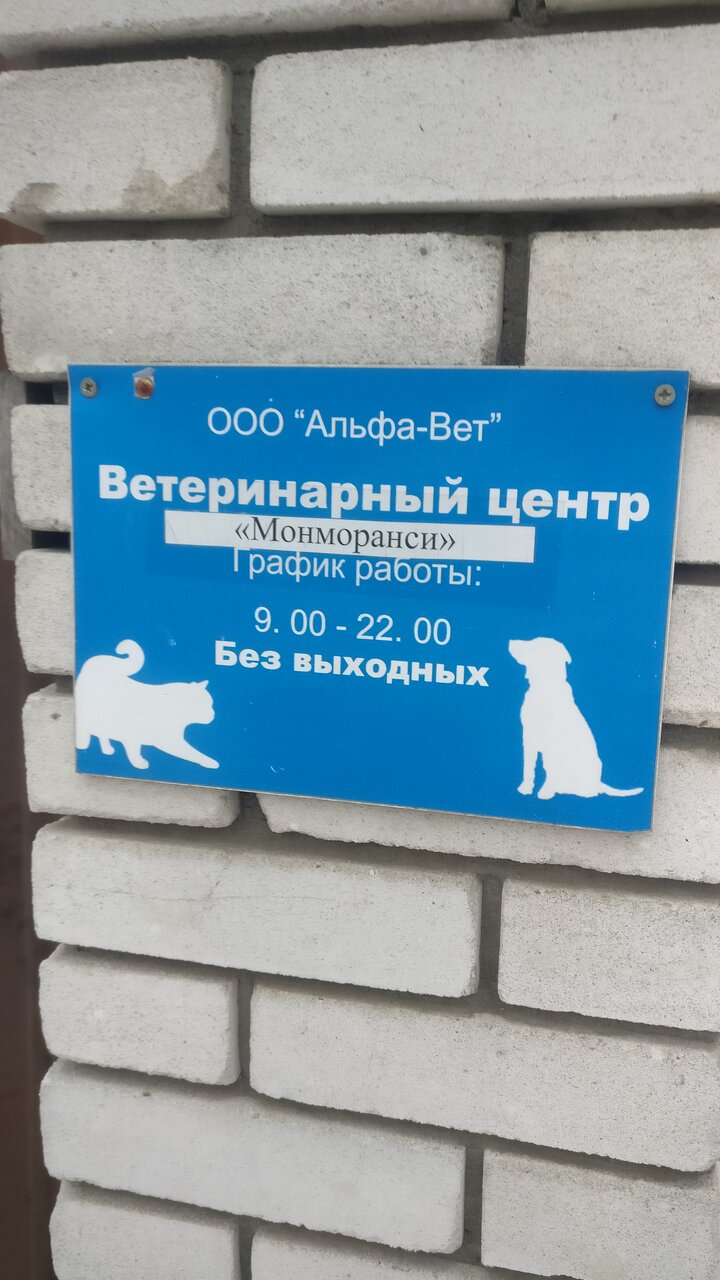 ООО “Альфа-Вет”
Ветеринарный центр
«Монморанси»
График работы:
9. 00 - 22. 00
Без выходных